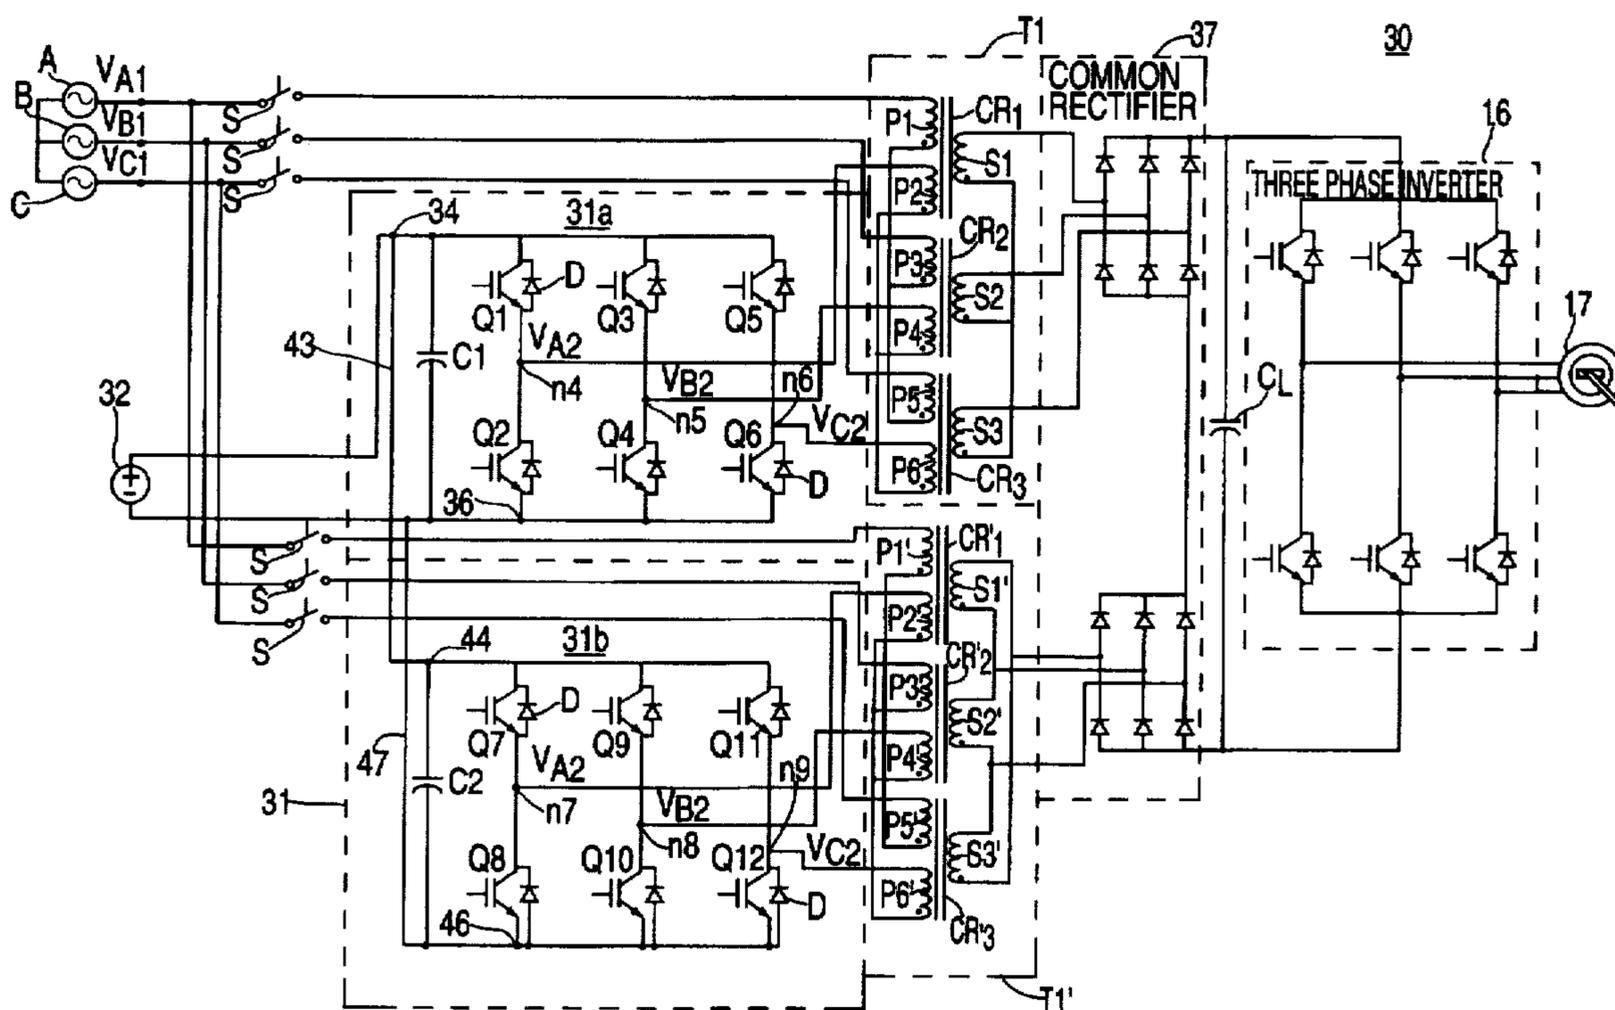 30
T1
37
COMMON
RECTIFIER
16
THREE PHASE INVERTER
17
A
B
C
VA1
VB1
VC1
S
S
S
P1
CR1
S1
P2
CR2
P3
S2
P4
P5
S3
P6
CR3
34
31a
D
Q1
Q3
Q5
43
C1
VA2
n4
VB2
n5
n6
VC2
CL
32
+
-
Q2
Q4
Q6
D
36
S
S
S
P1'
CR'1
S1'
P2'
CR'2
P3'
S2'
P4'
P5'
S3'
P6'
CR'3
44
31b
D
Q7
Q9
Q11
47
C2
VA2
n7
VB2
n8
n9
VC2
31
Q8
Q10
Q12
D
46
T1'